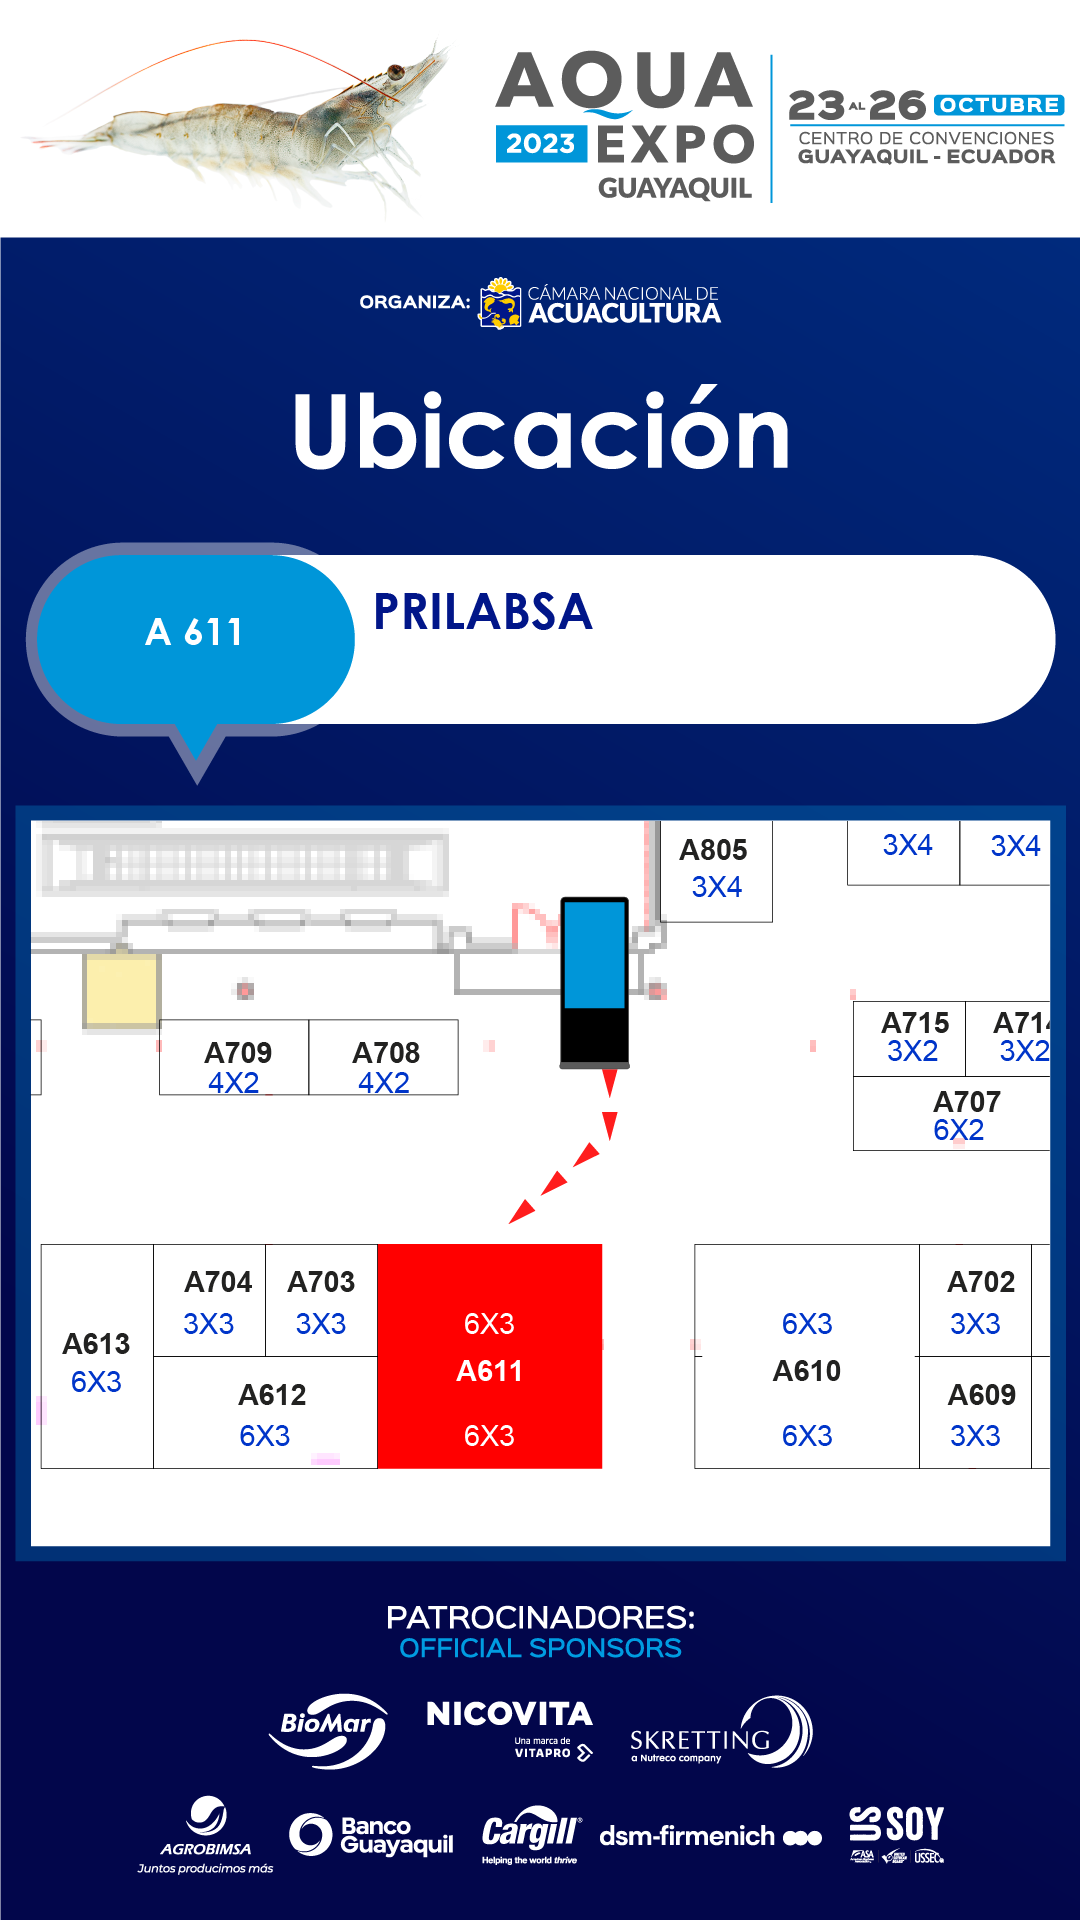 AQUA
2023 EXPO
GUAYAQUIL
23 AL 26 OCTUBRE
CENTRO DE CONVENCIONES
GUAYAQUIL - ECUADOR
ORGANIZA: CÁMARA NACIONAL DE
ACUACULTURA
Ubicación
A 611
PRILABSA
A805
3X4
3X4
3X4
A715
3X2
A714
3X2
A707
6X2
A709
4X2
A708
4X2
A613
6X3
A704
3X3
A703
3X3
A612
6X3
6X3
A611
6X3
6X3
A610
6X3
A702
3X3
A609
3X3
PATROCINADORES:
OFFICIAL SPONSORS
BioMar
NICOVITA
Una marca de
VITAPRO
SKRETTING
a Nutreco company
AGROBIMSA
Juntos producimos más
Banco
Guayaquil
Cargill®
Helping the world thrive
dsm-firmenich
US SOY
ASA
USSEC